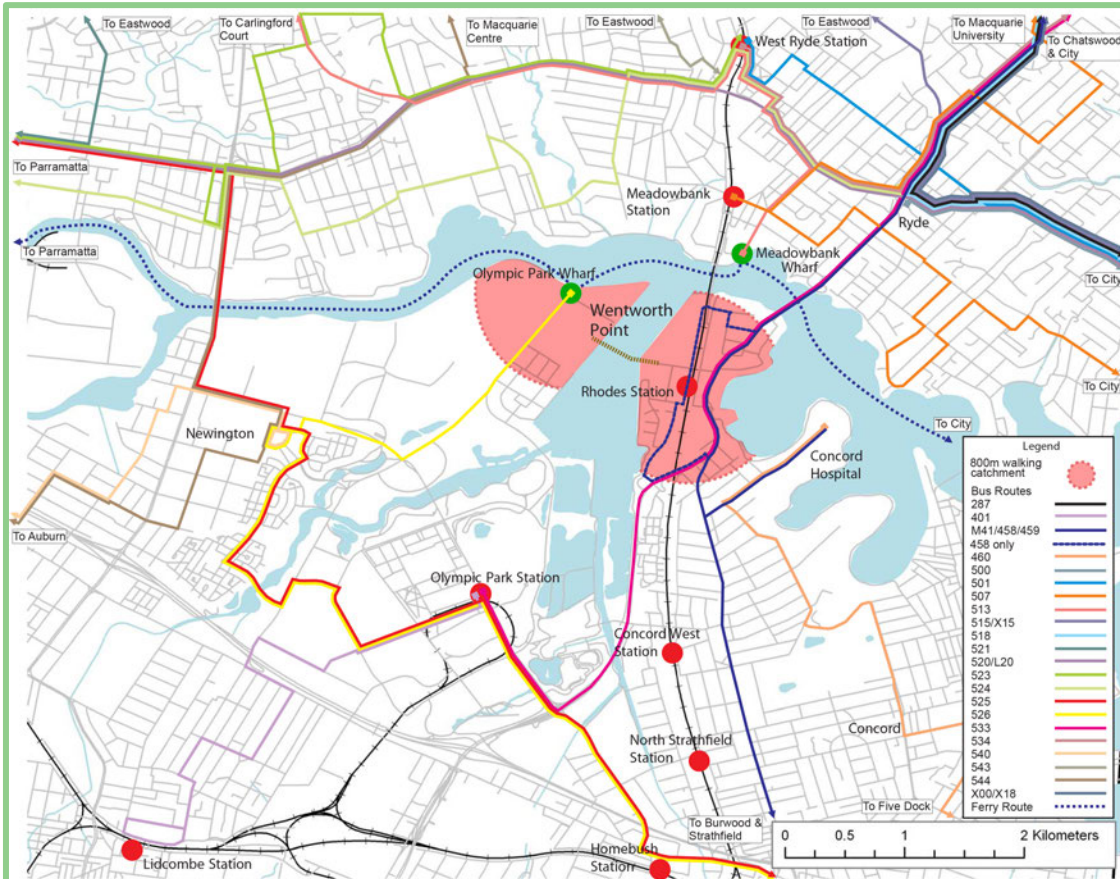 To Eastwood
To Carlingford
Court
To Macquarie
Centre
To Eastwood
To Eastwood
To Macquarie
University
To Chatswood
& City
West Ryde Station
To Parramatta
Meadowbank
Station
Ryde
To Parramatta
Meadowbank
Wharf
Olympic Park Wharf
To City
Wentworth
Point
Rhodes Station
To City
To City
Newington
Concord
Hospital
To Auburn
Olympic Park Station
Concord West
Station
Concord
North Strathfield
Station
To Five Dock
To Burwood &
Strathfield
Lidcombe Station
Homebush
Station
A
Legend
800m walking
catchment
Bus Routes
287
401
M41/458/459
458 only
460
500
501
507
513
515/X15
518
521
520/L20
523
524
525
526
533
534
540
543
544
X00/X18
Ferry Route
0 0.5 1 2 Kilometers